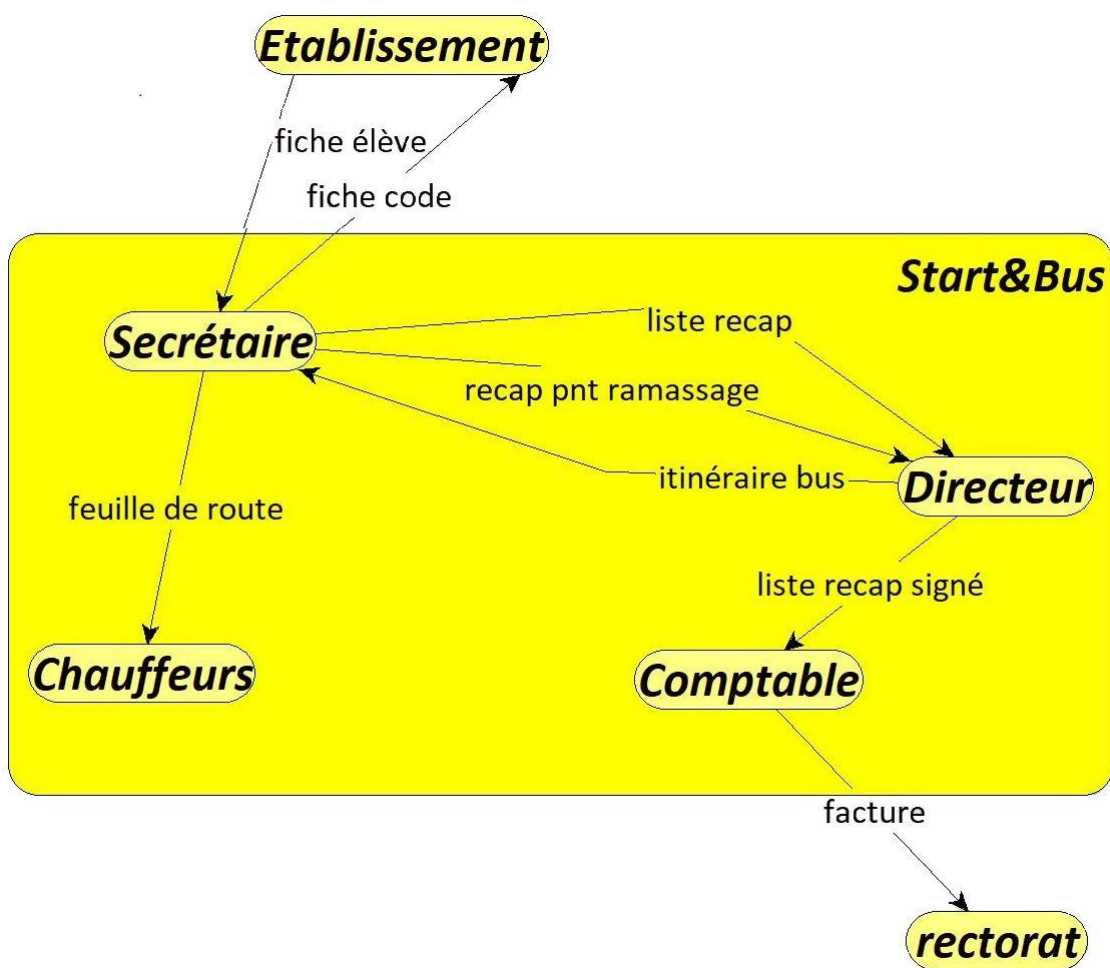 Etablissement
fiche élève
fiche code
Start&Bus
Secrétaire
liste recap
recap pnt ramassage
itinéraire bus
Directeur
feuille de route
liste recap signé
Chauffeurs
Comptable
facture
rectorat